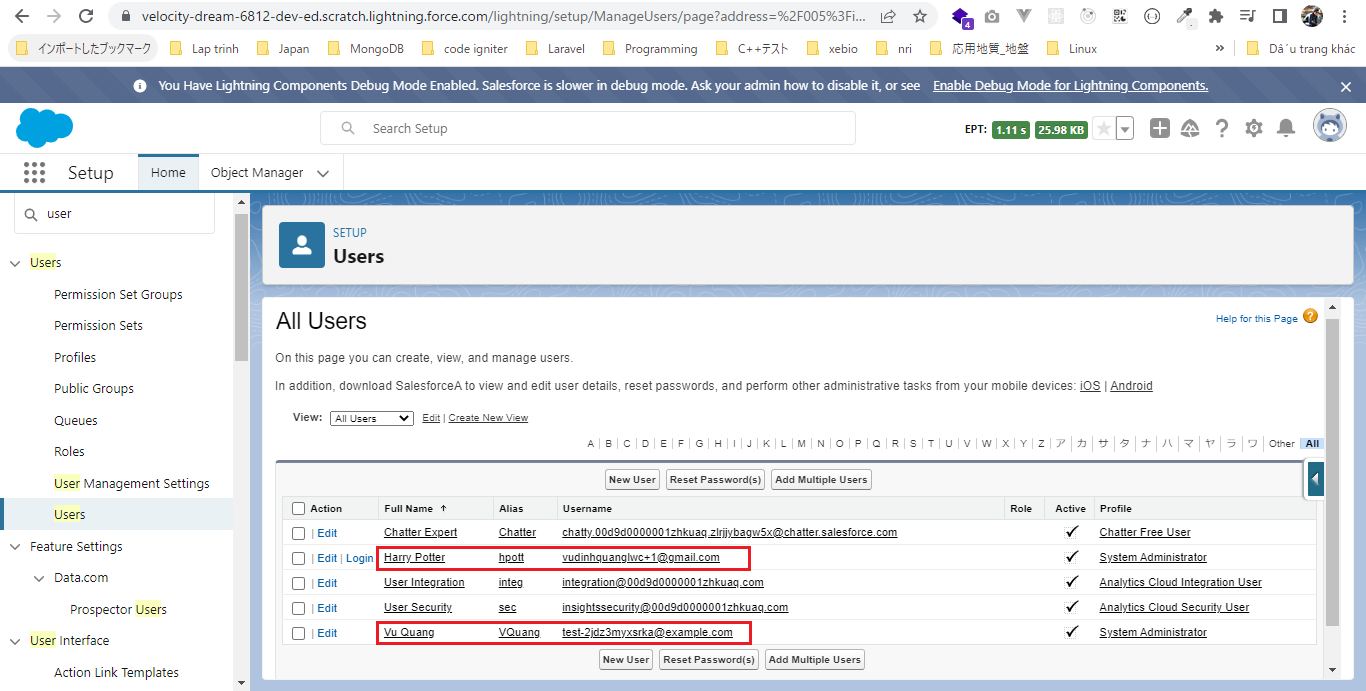 velocity-dream-6812-dev-ed.scratch.lightning.force.com/lightning/setup/ManageUsers/page?address=%2F005%3Fi...
4
インポートしたブックマーク Lap trinh Japan MongoDB code igniter Laravel Programming C++テスト xebio nri 応用地質_地盤 Linux » Dấu trang khác
You Have Lightning Components Debug Mode Enabled. Salesforce is slower in debug mode. Ask your admin how to disable it, or see Enable Debug Mode for Lightning Components.
Search Setup
EPT: 1.11 s 25.98 KB
Setup Home Object Manager
user
Users
Permission Set Groups
Permission Sets
Profiles
Public Groups
Queues
Roles
User Management Settings
Users
Feature Settings
Data.com
Prospector Users
User Interface
Action Link Templates
SETUP
Users
All Users
Help for this Page ?
On this page you can create, view, and manage users.
In addition, download SalesforceA to view and edit user details, reset passwords, and perform other administrative tasks from your mobile devices: iOS | Android
View: All Users Edit | Create New View
A | B | C | D | E | F | G | H | I | J | K | L | M | N | O | P | Q | R | S | T | U | V | W | X | Y | Z | ア | カ | サ | タ | ナ | ハ | マ | ヤ | ラ | ワ | Other | All
New User Reset Password(s) Add Multiple Users
Action Full Name ↑ Alias Username Role Active Profile
| Edit Chatter Expert Chatter chatty.00d9d0000001zhkuaq.zlrjjybagw5x@chatter.salesforce.com ✓ Chatter Free User
| Edit | Login Harry Potter hpott vudinhquanglwc+1@gmail.com ✓ System Administrator
| Edit User Integration integ integration@00d9d0000001zhkuaq.com ✓ Analytics Cloud Integration User
| Edit User Security sec insightssecurity@00d9d0000001zhkuaq.com ✓ Analytics Cloud Security User
| Edit Vu Quang VQuang test-2jdz3myxsrka@example.com ✓ System Administrator
New User Reset Password(s) Add Multiple Users